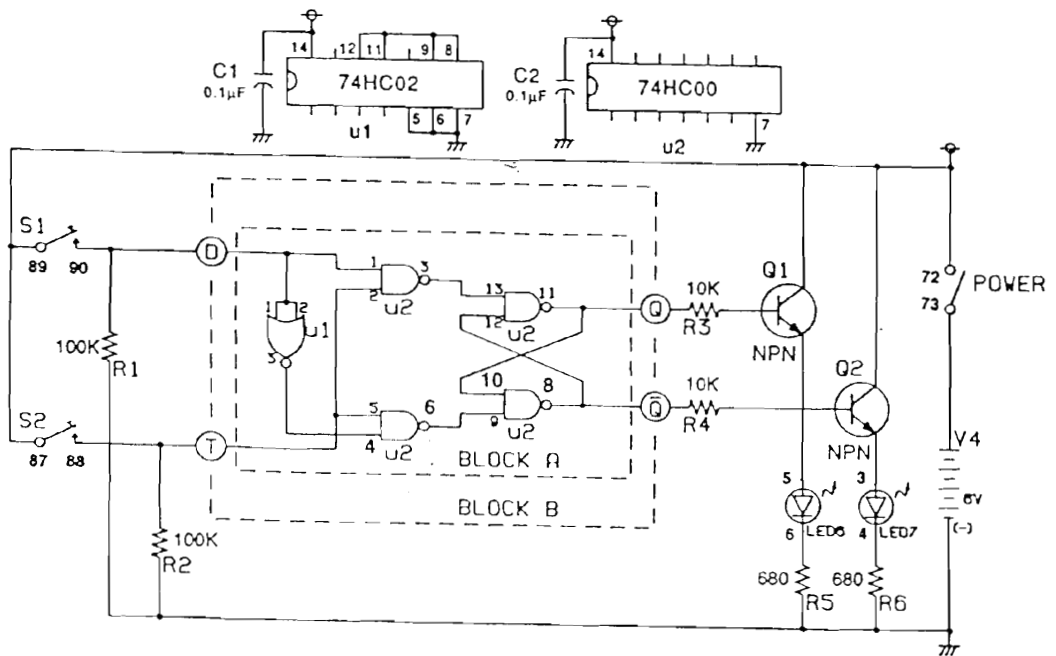 14 12 11 9 8
C1
0.1µF
74HC02
5 6 7
u1
14
C2
0.1µF
74HC00
7
u2
S1
89 90
D
1
2
3
u2
1 2
u1
3
13
12
11
u2
Q
10K
R3
Q1
NPN
72
73
POWER
100K
R1
S2
87 88
T
5
4
6
u2
10
9
8
u2
Q̅
10K
R4
Q2
NPN
BLOCK A
BLOCK B
100K
R2
5
6
LED6
3
4
LED7
V4
6V
(-)
680
R5
680
R6